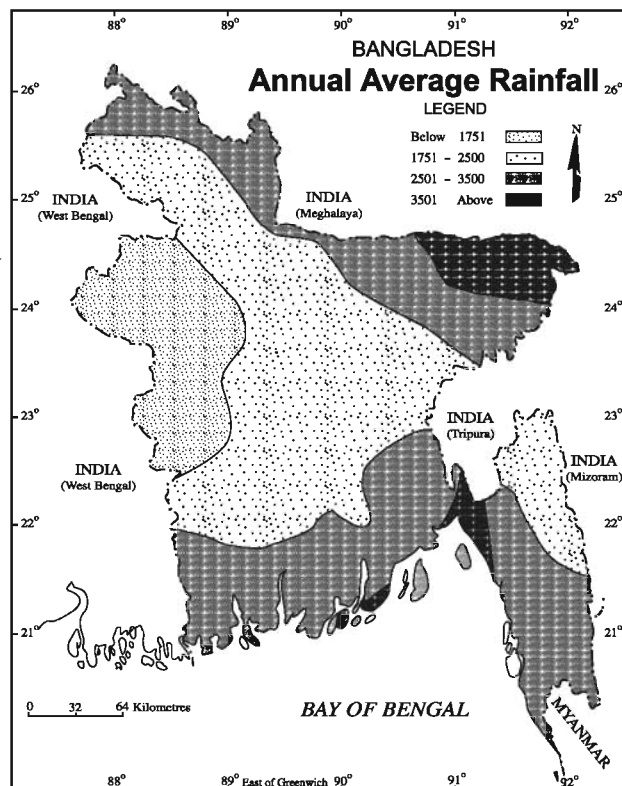 88° 89° 90° 91° 92°
BANGLADESH
Annual Average Rainfall
LEGEND
Below 1751
1751 - 2500
2501 - 3500
3501 Above
N
26°
25°
24°
23°
22°
21°
26°
25°
24°
23°
22°
21°
INDIA
(West Bengal)
INDIA
(Meghalaya)
INDIA
(Tripura)
INDIA
(Mizoram)
INDIA
(West Bengal)
0 32 64 Kilometres
BAY OF BENGAL
MYANMAR
88° 89° East of Greenwich 90° 91° 92°